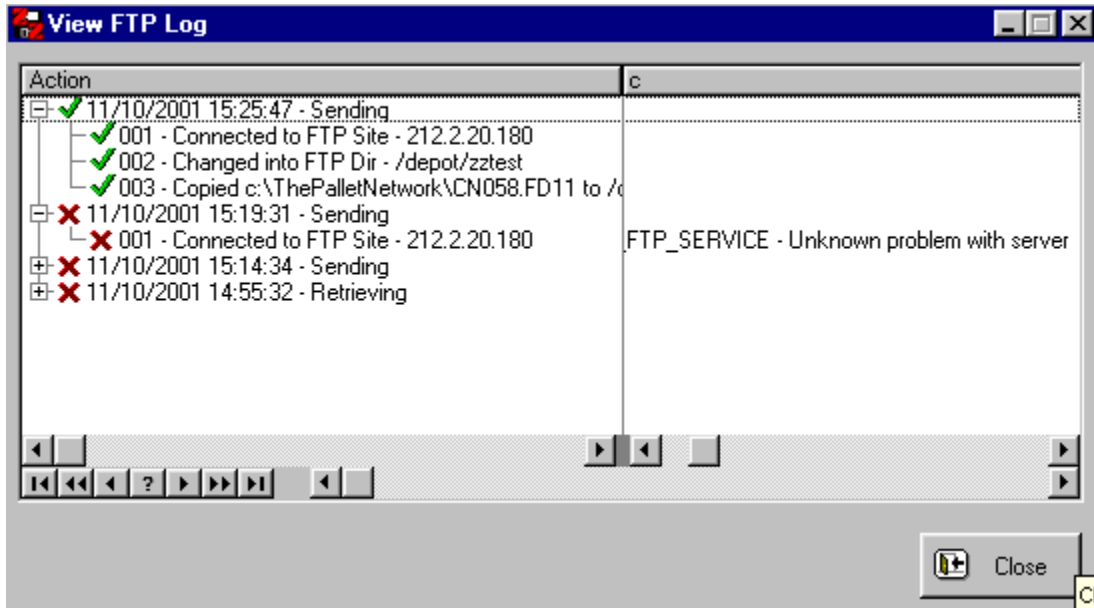 View FTP Log
Action c
11/10/2001 15:25:47 - Sending
001 - Connected to FTP Site - 212.2.20.180
002 - Changed into FTP Dir - /depot/zztest
003 - Copied c:\ThePalletNetwork\CN058.FD11 to /
11/10/2001 15:19:31 - Sending
001 - Connected to FTP Site - 212.2.20.180 _FTP_SERVICE - Unknown problem with server
11/10/2001 15:14:34 - Sending
11/10/2001 14:55:32 - Retrieving
?
Close